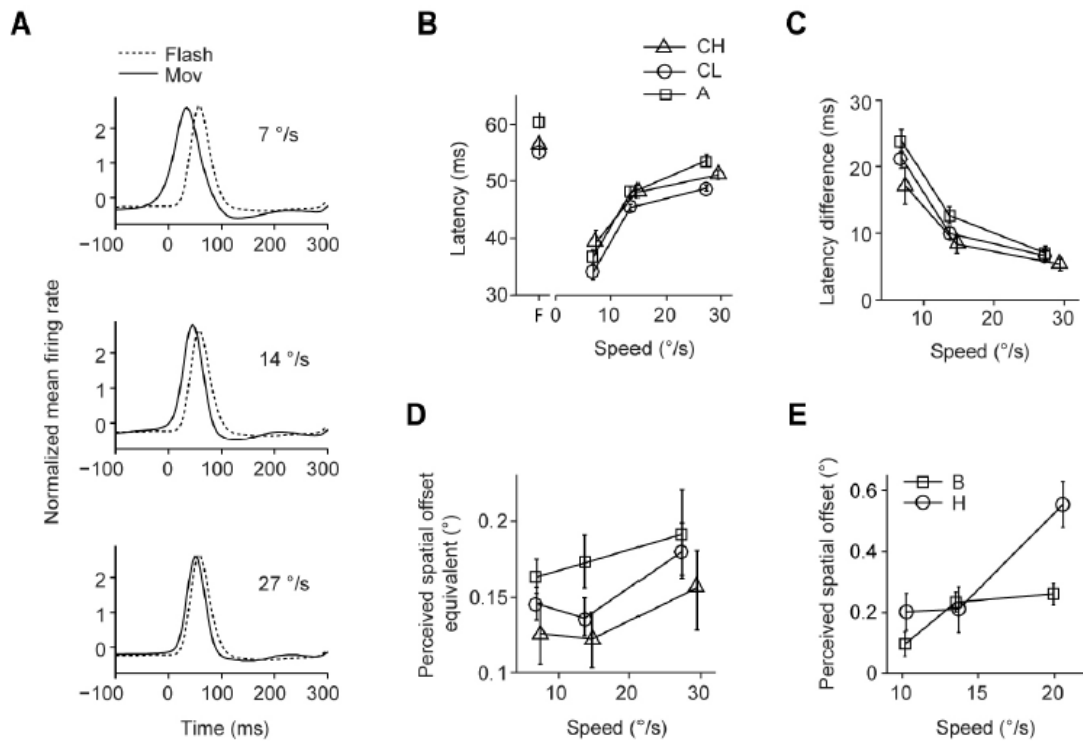 A
Flash
Mov
7 °/s
2
1
0
−100 0 100 200 300
14 °/s
2
1
0
−100 0 100 200 300
27 °/s
2
1
0
−100 0 100 200 300
Normalized mean firing rate
Time (ms)
B
CH
CL
A
60
50
40
30
Latency (ms)
F 0 10 20 30
Speed (°/s)
C
30
20
10
0
Latency difference (ms)
10 20 30
Speed (°/s)
D
0.2
0.15
0.1
Perceived spatial offset
equivalent (°)
10 20 30
Speed (°/s)
E
B
H
0.6
0.4
0.2
0
Perceived spatial offset (°)
10 15 20
Speed (°/s)